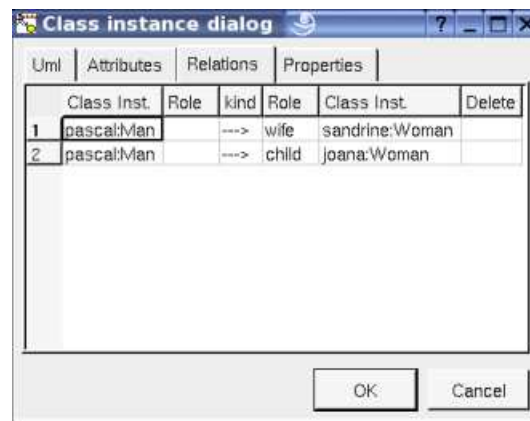 Class instance dialog ? _
Uml Attributes Relations Properties
Class Inst. Role kind Role Class Inst. Delete
1 pascal:Man ---> wife sandrine:Woman
2 pascal:Man ---> child joana:Woman
OK Cancel